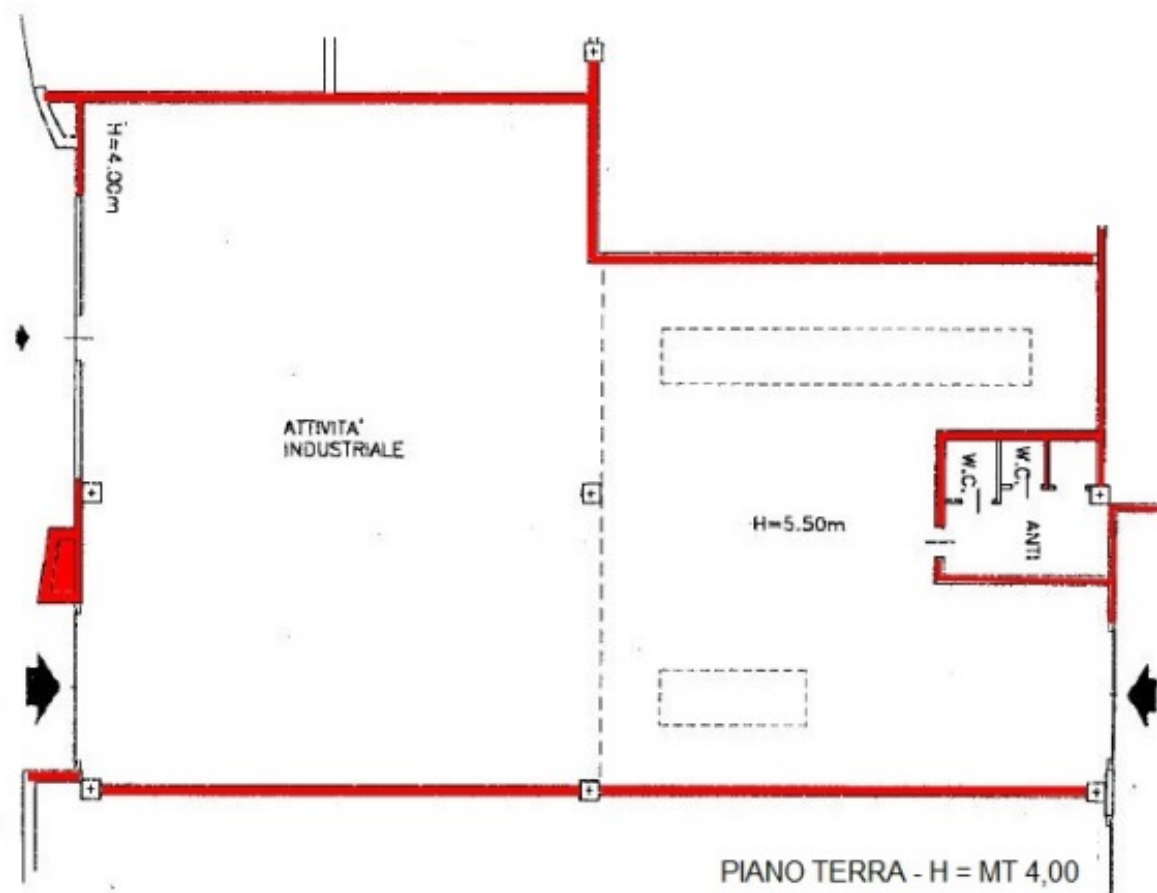 H=4.00m
ATTIVITA'
INDUSTRIALE
W.C.
W.C.
H=5.50m
ANTI
PIANO TERRA - H = MT 4,00